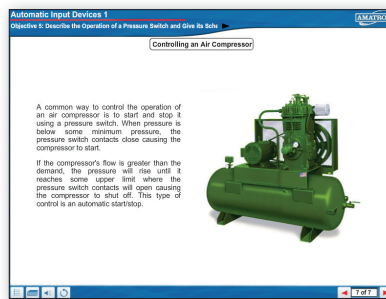 Automatic Input Devices 1
AMATRO
Objective 5: Describe the Operation of a Pressure Switch and Give its Sche
Controlling an Air Compressor
A common way to control the operation of
an air compressor is to start and stop it
using a pressure switch. When pressure is
below some minimum pressure, the
pressure switch contacts close causing the
compressor to start.
If the compressor's flow is greater than the
demand, the pressure will rise until it
reaches some upper limit where the
pressure switch contacts will open causing
the compressor to shut off. This type of
control is an automatic start/stop.
7 of 7